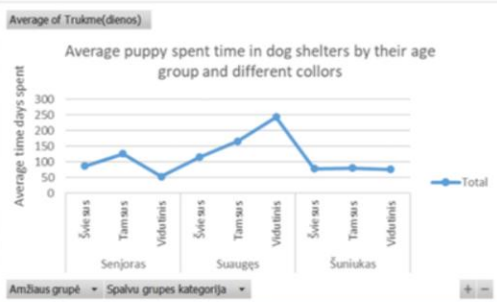 Average of Trukme(dienos)
Average puppy spent time in dog shelters by their age
group and different collors
Average time days spent
300
250
200
150
100
50
0
Šviesus
Tamsus
Vidutinis
Šviesus
Tamsus
Vidutinis
Šviesus
Tamsus
Vidutinis
Senjoras
Suaugęs
Šuniukas
Total
Amžiaus grupė
Spalvu grupes kategorija